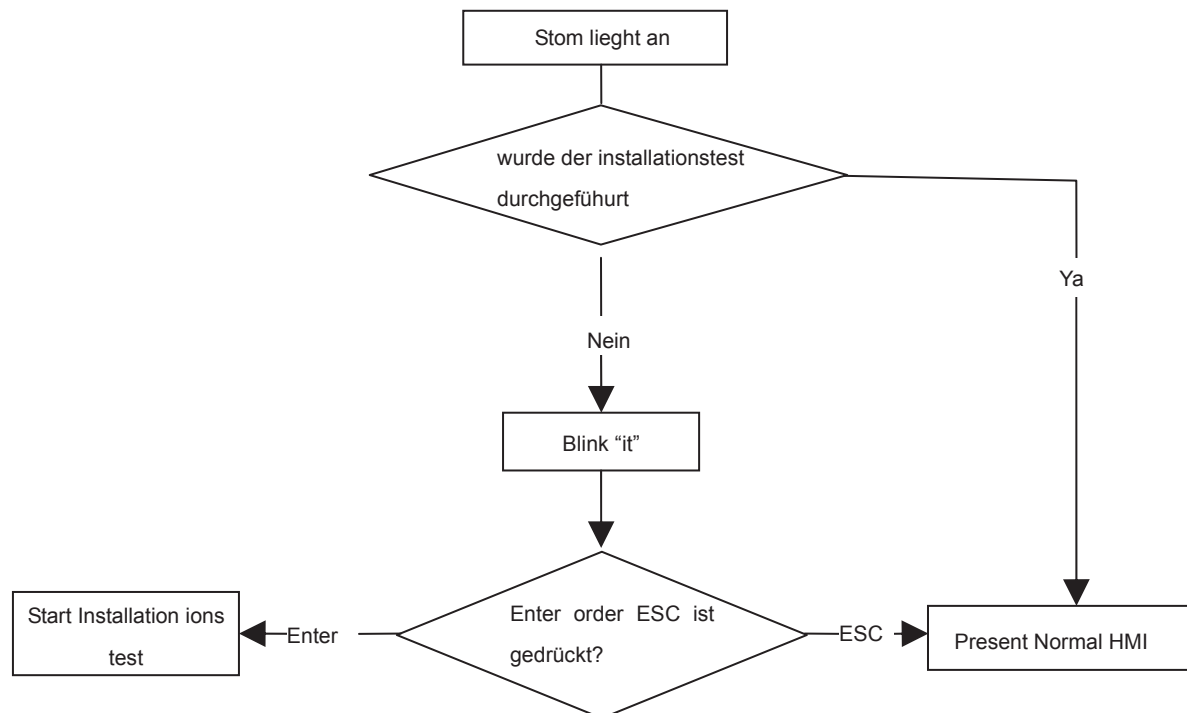 Stom lieght an
wurde der installationstest
durchgefühurt
Ya
Nein
Blink “it”
Enter order ESC ist
gedrückt?
Start Installation ions
test
Enter
ESC
Present Normal HMI